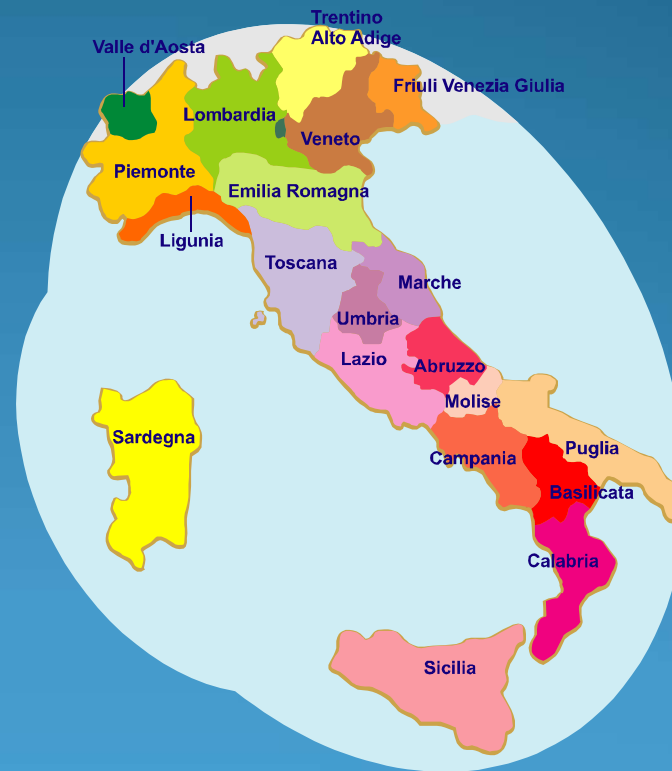 Trentino
Alto Adige
Valle d'Aosta
Friuli Venezia Giulia
Lombardia
Veneto
Piemonte
Emilia Romagna
Ligunia
Toscana
Marche
Umbria
Lazio
Abruzzo
Molise
Sardegna
Puglia
Campania
Basilicata
Calabria
Sicilia